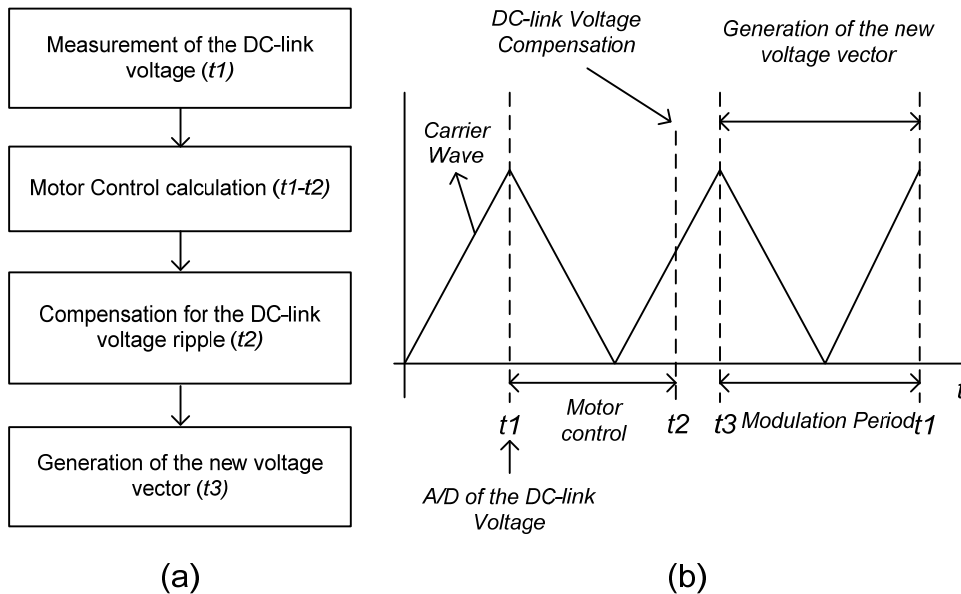 Measurement of the DC-link
voltage (t1)
Motor Control calculation (t1-t2)
Compensation for the DC-link
voltage ripple (t2)
Generation of the new voltage
vector (t3)
(a)
DC-link Voltage
Compensation
Generation of the new
voltage vector
Carrier
Wave
t
t1
Motor
control
t2
t3
Modulation Period
t1
A/D of the DC-link
Voltage
(b)